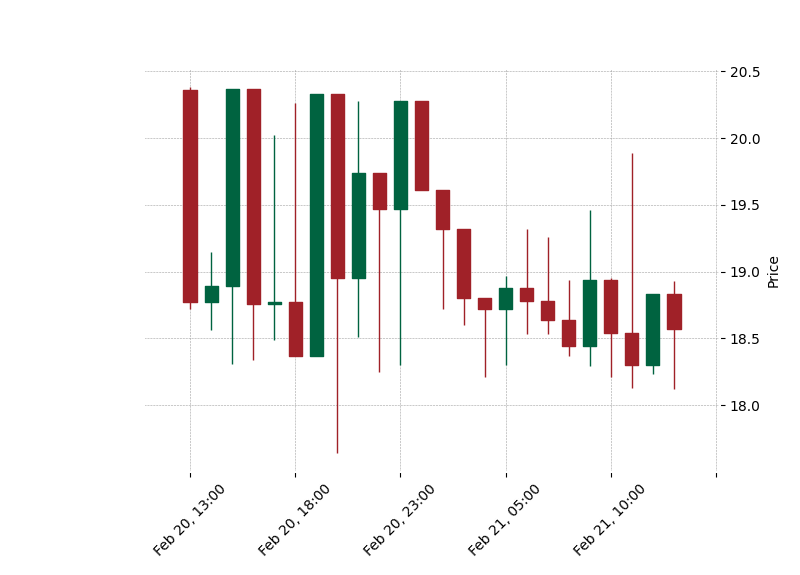 20.5
20.0
19.5
19.0
18.5
18.0
Price
Feb 20, 13:00
Feb 20, 18:00
Feb 20, 23:00
Feb 21, 05:00
Feb 21, 10:00